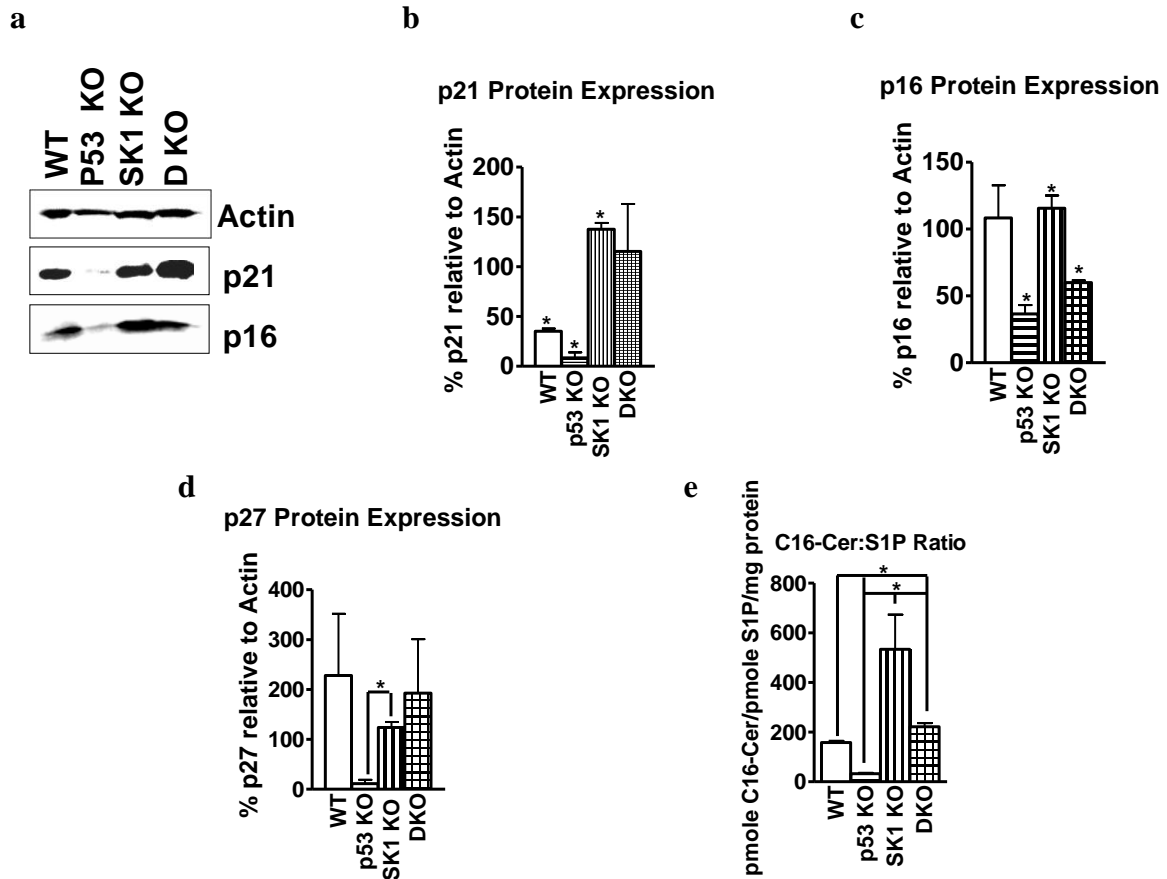 a
WT
P53 KO
SK1 KO
D KO
Actin
p21
p16
b
p21 Protein Expression
% p21 relative to Actin
200
150
100
50
0
*
*
*
WT
p53 KO
SK1 KO
DKO
c
p16 Protein Expression
% p16 relative to Actin
150
100
50
0
*
*
*
WT
p53 KO
SK1 KO
DKO
d
p27 Protein Expression
% p27 relative to Actin
400
300
200
100
0
*
WT
p53 KO
SK1 KO
DKO
e
C16-Cer:S1P Ratio
pmole C16-Cer/pmole S1P/mg protein
800
600
400
200
0
*
*
WT
p53 KO
SK1 KO
DKO